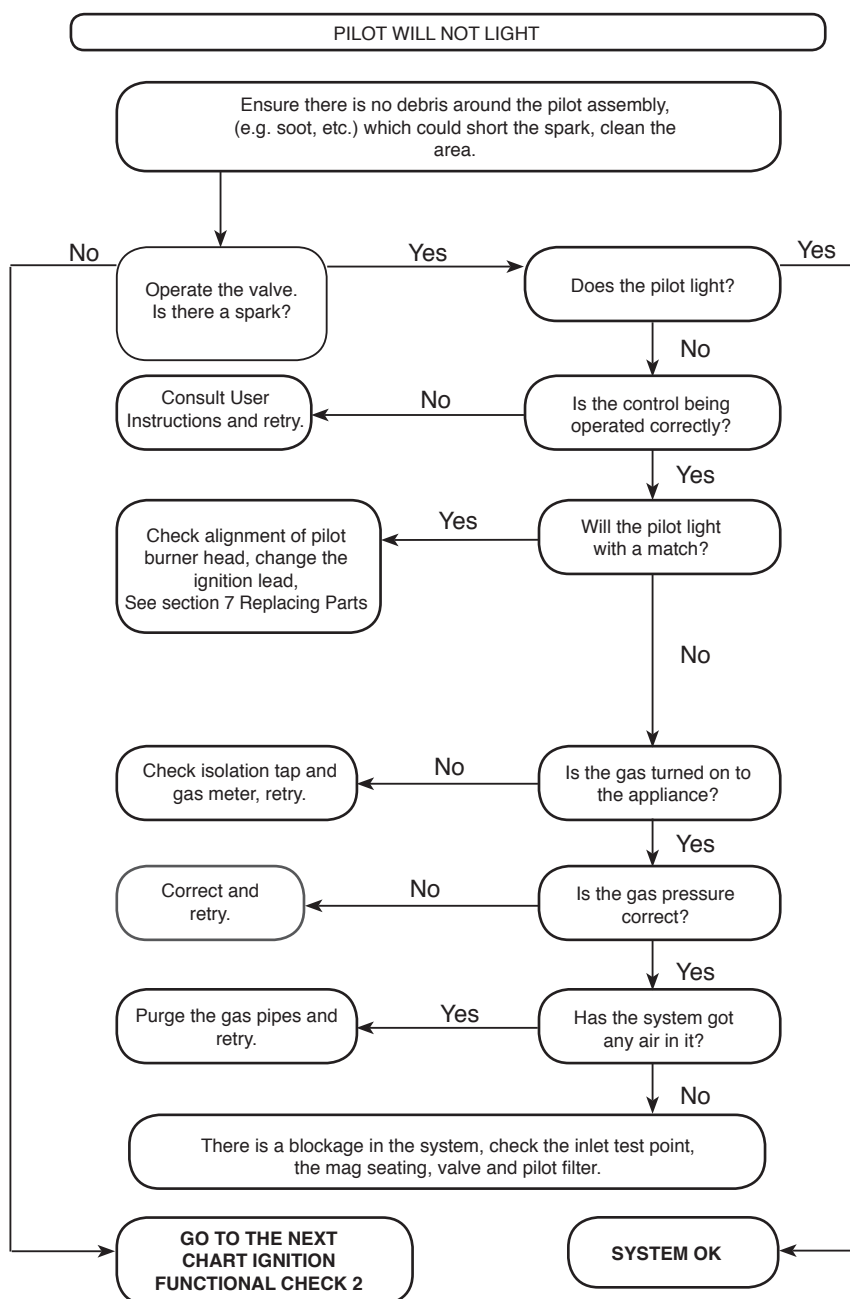 PILOT WILL NOT LIGHT
Ensure there is no debris around the pilot assembly,
(e.g. soot, etc.) which could short the spark, clean the
area.
No
Operate the valve.
Is there a spark?
Yes
Does the pilot light?
Yes
No
Is the control being
operated correctly?
No
Consult User
Instructions and retry.
Yes
Will the pilot light
with a match?
Yes
Check alignment of pilot
burner head, change the
ignition lead,
See section 7 Replacing Parts
No
Is the gas turned on to
the appliance?
No
Check isolation tap and
gas meter, retry.
Yes
Is the gas pressure
correct?
No
Correct and
retry.
Yes
Has the system got
any air in it?
Yes
Purge the gas pipes and
retry.
No
There is a blockage in the system, check the inlet test point,
the mag seating, valve and pilot filter.
GO TO THE NEXT
CHART IGNITION
FUNCTIONAL CHECK 2
SYSTEM OK